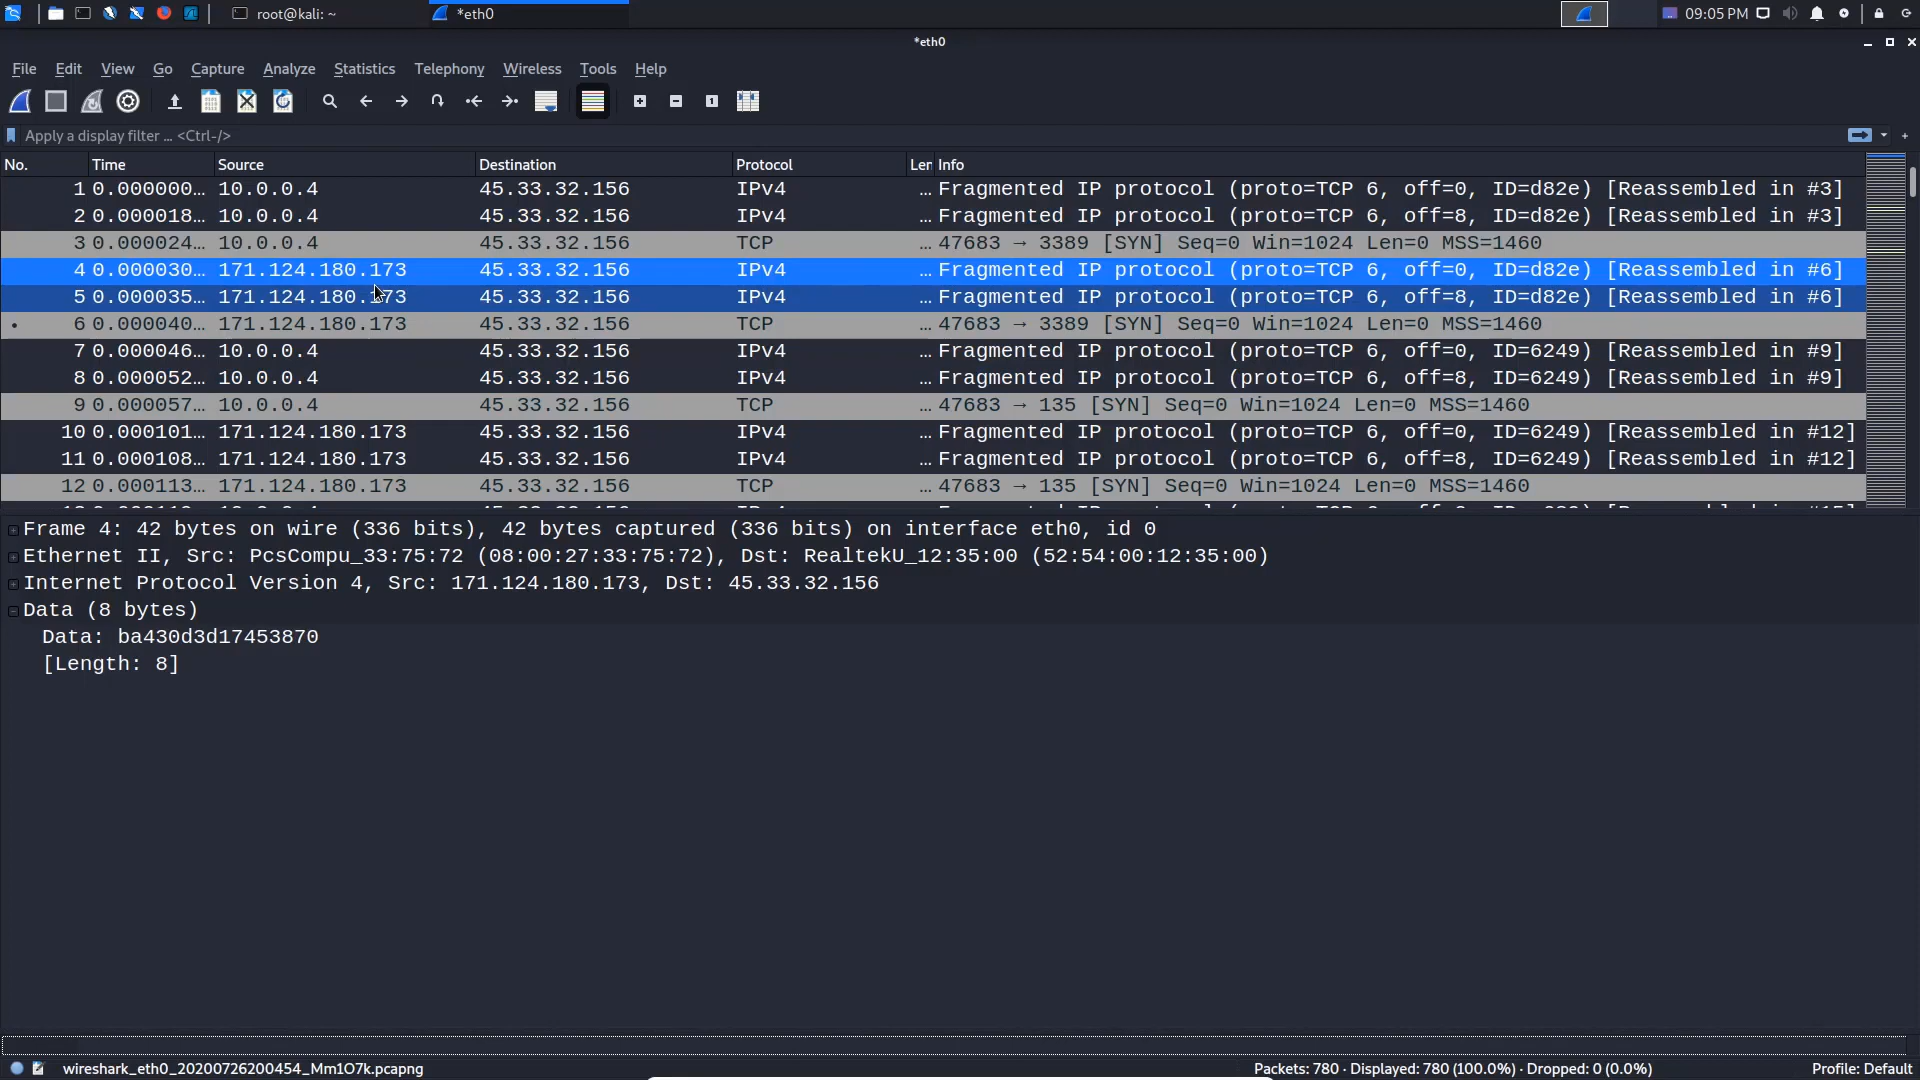 root@kali: ~
*eth0
09:05 PM
*eth0
File Edit View Go Capture Statistics Telephony Wireless Tools Help
Apply a display filter … <Ctrl-/>
No. Time Source Destination Protocol Len Info
1 0.000000… 10.0.0.4 45.33.32.156 IPv4 … Fragmented IP protocol (proto=TCP 6, off=0, ID=d82e) [Reassembled in #3]
2 0.000018… 10.0.0.4 45.33.32.156 IPv4 … Fragmented IP protocol (proto=TCP 6, off=8, ID=d82e) [Reassembled in #3]
3 0.000024… 10.0.0.4 45.33.32.156 TCP … 47683 → 3389 [SYN] Seq=0 Win=1024 Len=0 MSS=1460
4 0.000030… 171.124.180.173 45.33.32.156 IPv4 … Fragmented IP protocol (proto=TCP 6, off=0, ID=d82e) [Reassembled in #6]
5 0.000035… 171.124.180.173 45.33.32.156 IPv4 … Fragmented IP protocol (proto=TCP 6, off=8, ID=d82e) [Reassembled in #6]
6 0.000040… 171.124.180.173 45.33.32.156 TCP … 47683 → 3389 [SYN] Seq=0 Win=1024 Len=0 MSS=1460
7 0.000046… 10.0.0.4 45.33.32.156 IPv4 … Fragmented IP protocol (proto=TCP 6, off=0, ID=6249) [Reassembled in #9]
8 0.000052… 10.0.0.4 45.33.32.156 IPv4 … Fragmented IP protocol (proto=TCP 6, off=8, ID=6249) [Reassembled in #9]
9 0.000057… 10.0.0.4 45.33.32.156 TCP … 47683 → 135 [SYN] Seq=0 Win=1024 Len=0 MSS=1460
10 0.000101… 171.124.180.173 45.33.32.156 IPv4 … Fragmented IP protocol (proto=TCP 6, off=0, ID=6249) [Reassembled in #12]
11 0.000108… 171.124.180.173 45.33.32.156 IPv4 … Fragmented IP protocol (proto=TCP 6, off=8, ID=6249) [Reassembled in #12]
12 0.000113… 171.124.180.173 45.33.32.156 TCP … 47683 → 135 [SYN] Seq=0 Win=1024 Len=0 MSS=1460
Frame 4: 42 bytes on wire (336 bits), 42 bytes captured (336 bits) on interface eth0, id 0
Ethernet II, Src: PcsCompu_33:75:72 (08:00:27:33:75:72), Dst: RealtekU_12:35:00 (52:54:00:12:35:00)
Internet Protocol Version 4, Src: 171.124.180.173, Dst: 45.33.32.156
Data (8 bytes)
Data: ba430d3d17453870
[Length: 8]
wireshark_eth0_20200726200454_Mm1O7k.pcapng
Packets: 780 · Displayed: 780 (100.0%) · Dropped: 0 (0.0%)
Profile: Default